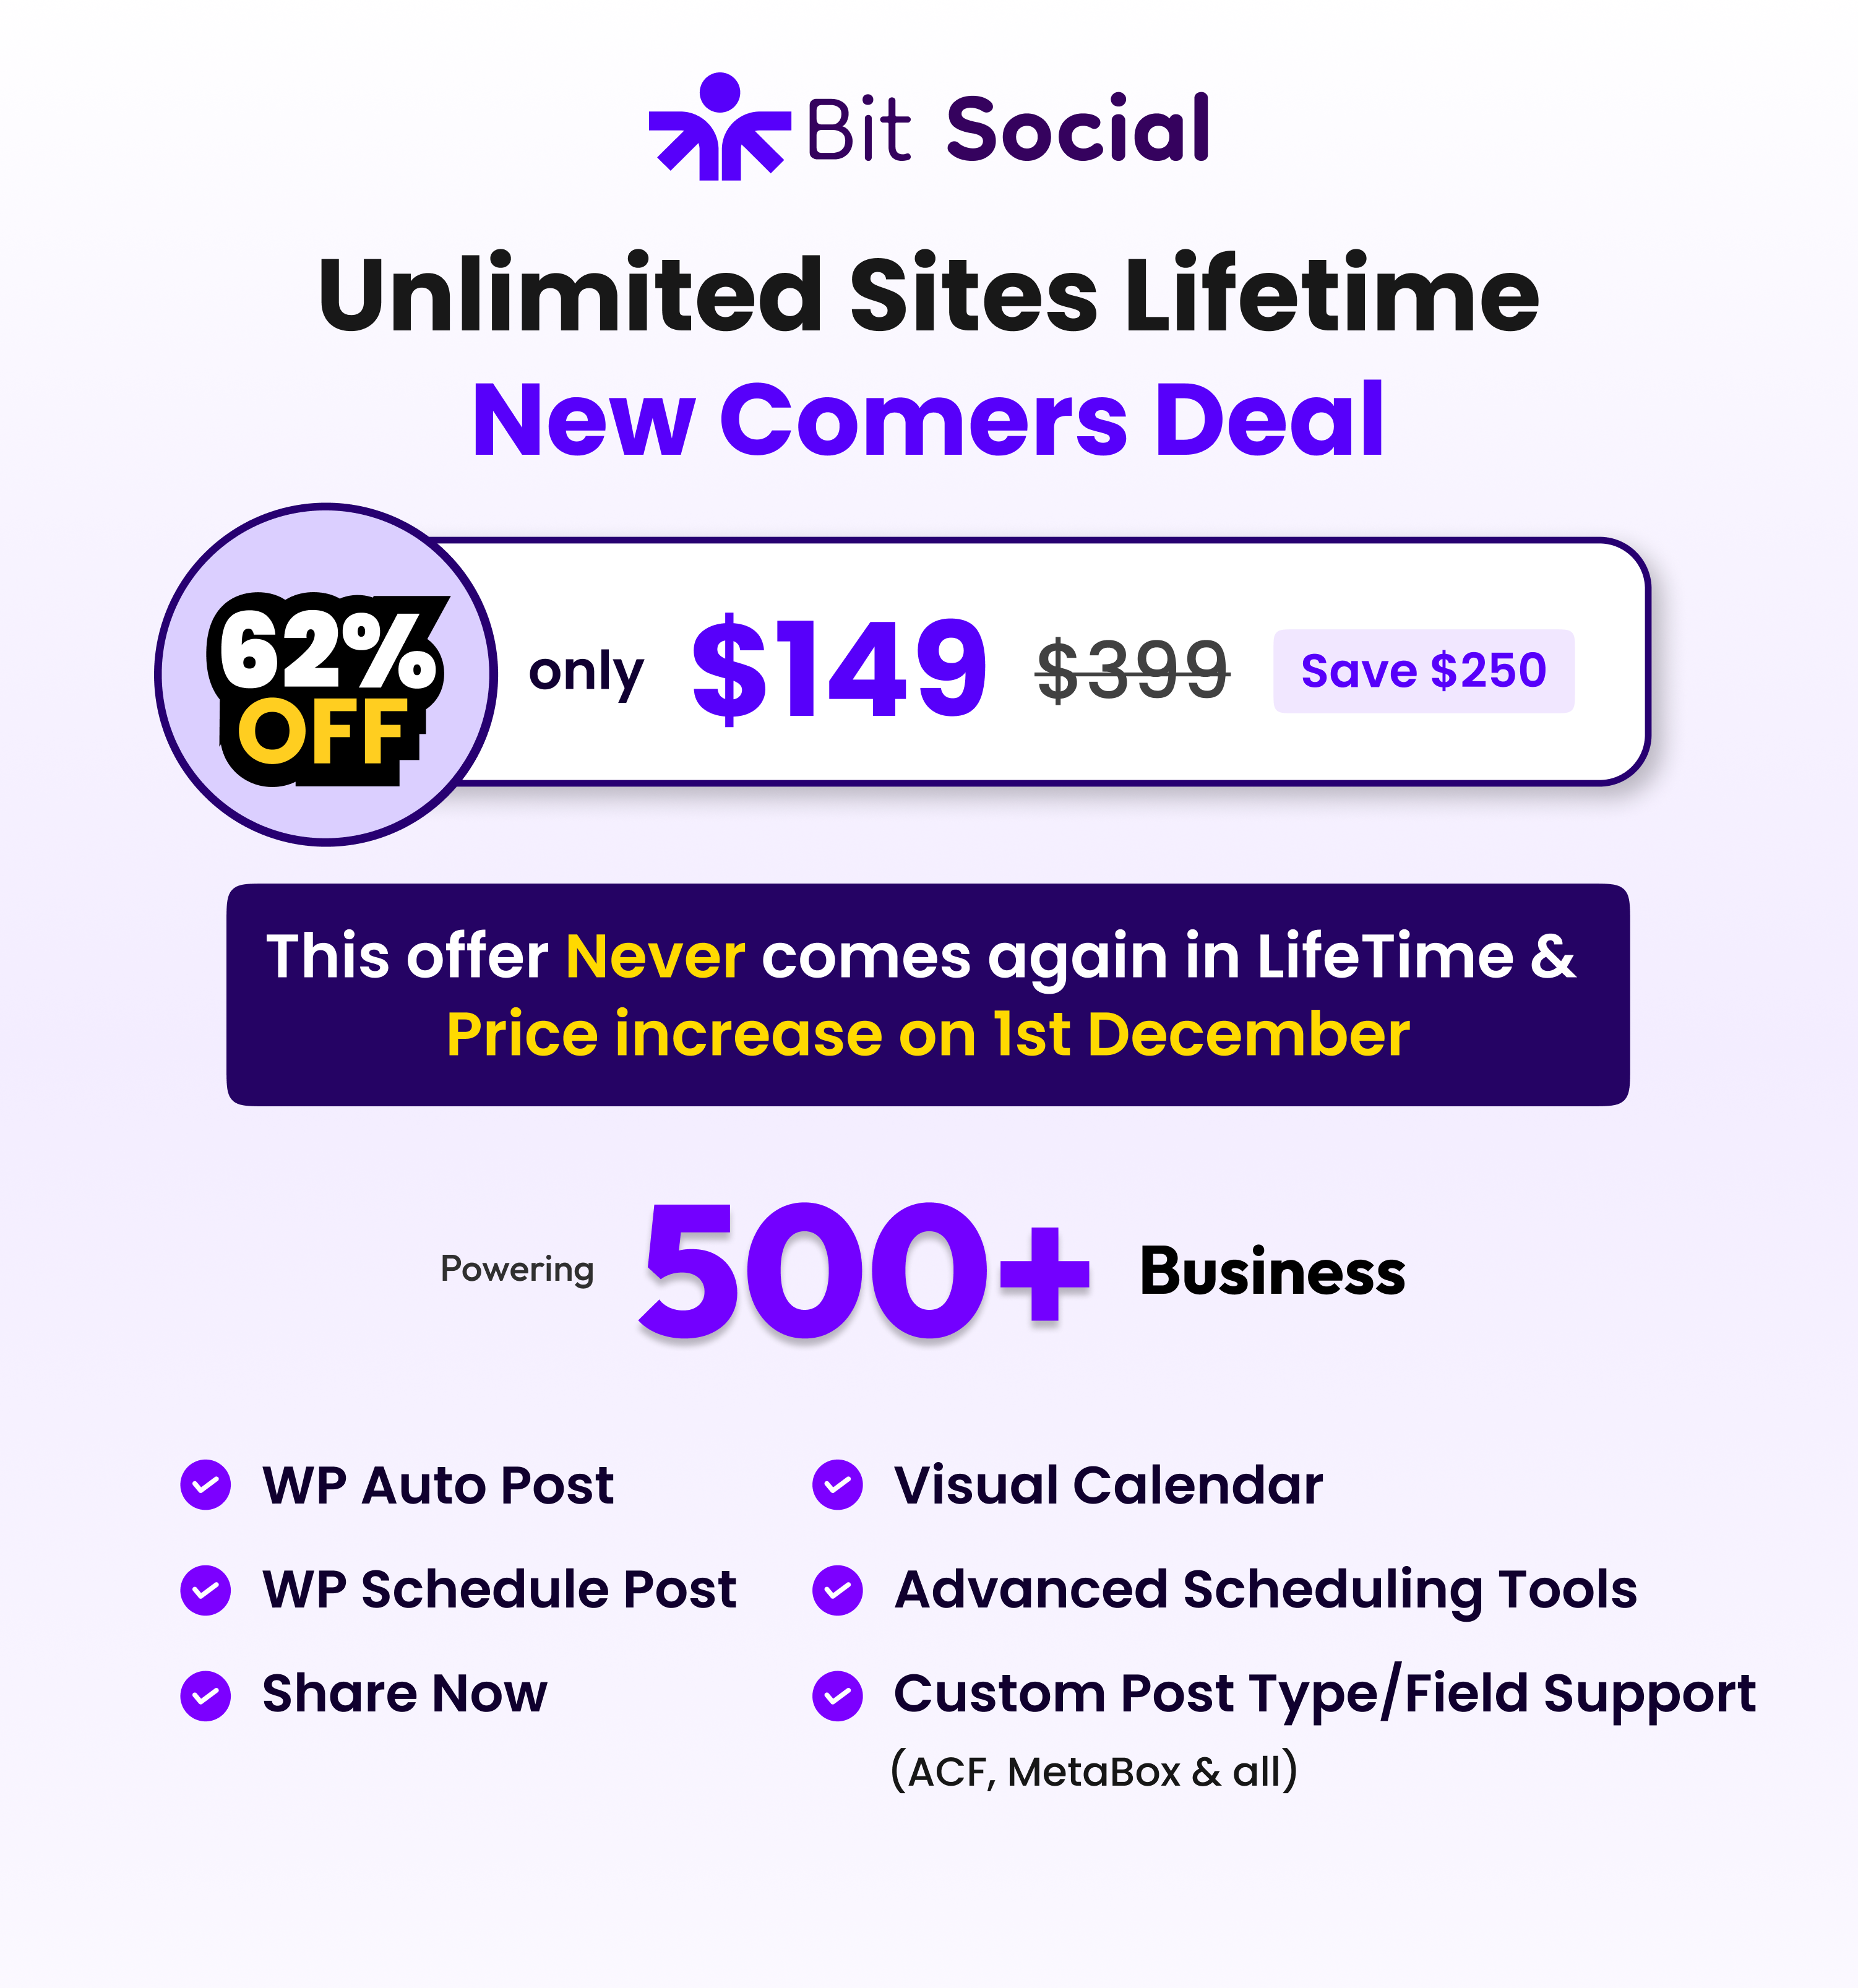 Bit Social
Unlimited Sites Lifetime
New Comers Deal
62%
OFF
only $149 $399 Save $250
This offer Never comes again in LifeTime &
Price increase on 1st December
Powering 500+ Business
WP Auto Post
WP Schedule Post
Share Now
Visual Calendar
Advanced Scheduling Tools
Custom Post Type/Field Support
(ACF, MetaBox & all)